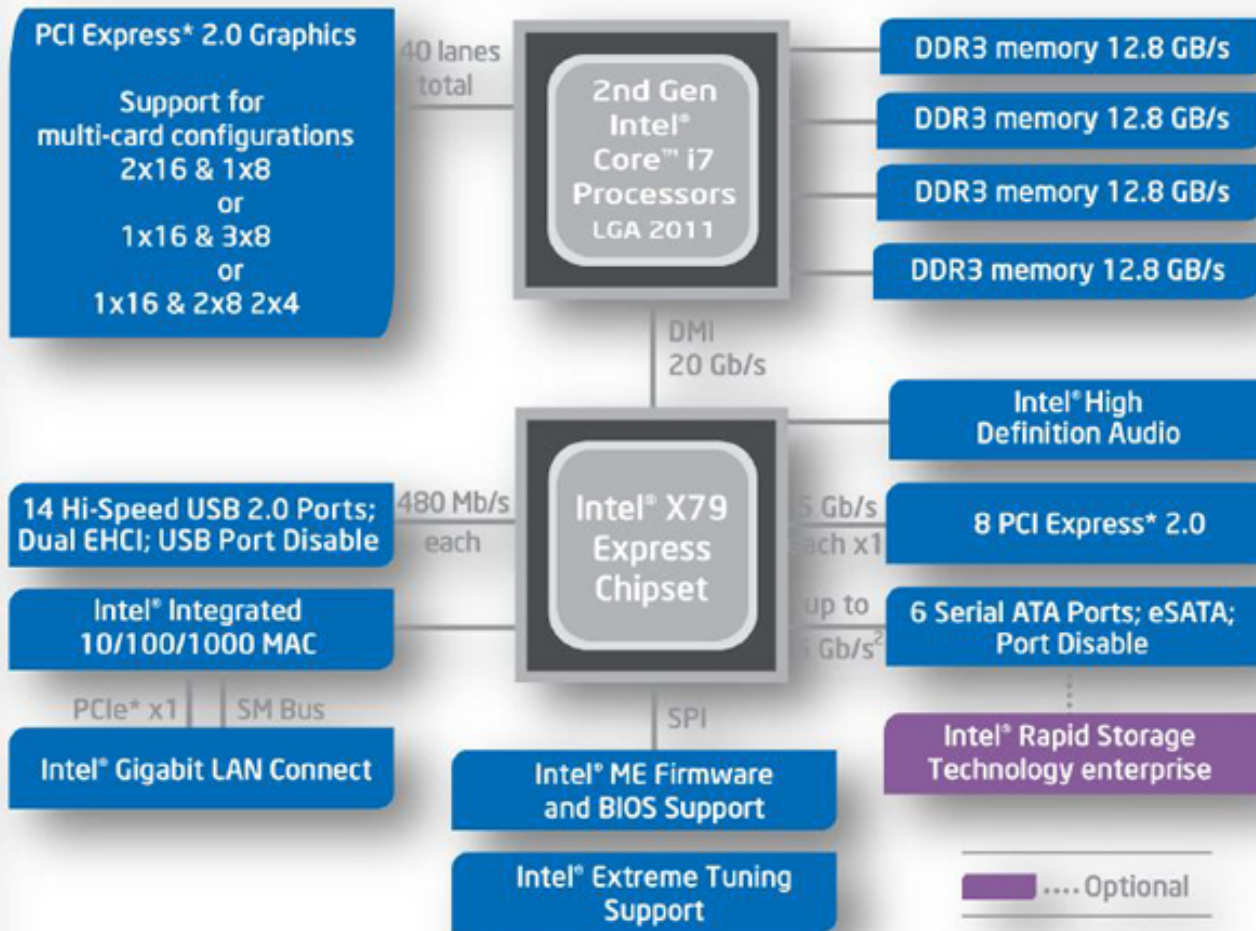 PCI Express* 2.0 Graphics
Support for
multi-card configurations
2x16 & 1x8
or
1x16 & 3x8
or
1x16 & 2x8 2x4
40 lanes
total
2nd Gen
Intel®
Core™ i7
Processors
LGA 2011
DDR3 memory 12.8 GB/s
DDR3 memory 12.8 GB/s
DDR3 memory 12.8 GB/s
DDR3 memory 12.8 GB/s
DMI
20 Gb/s
Intel® High
Definition Audio
14 Hi-Speed USB 2.0 Ports;
Dual EHCI; USB Port Disable
480 Mb/s
each
Intel® X79
Express
Chipset
5 Gb/s
each x1
8 PCI Express* 2.0
Intel® Integrated
10/100/1000 MAC
up to
Gb/s²
6 Serial ATA Ports; eSATA;
Port Disable
PCIe* x1
SM Bus
SPI
Intel® Gigabit LAN Connect
Intel® ME Firmware
and BIOS Support
Intel® Rapid Storage
Technology enterprise
Intel® Extreme Tuning
Support
Optional